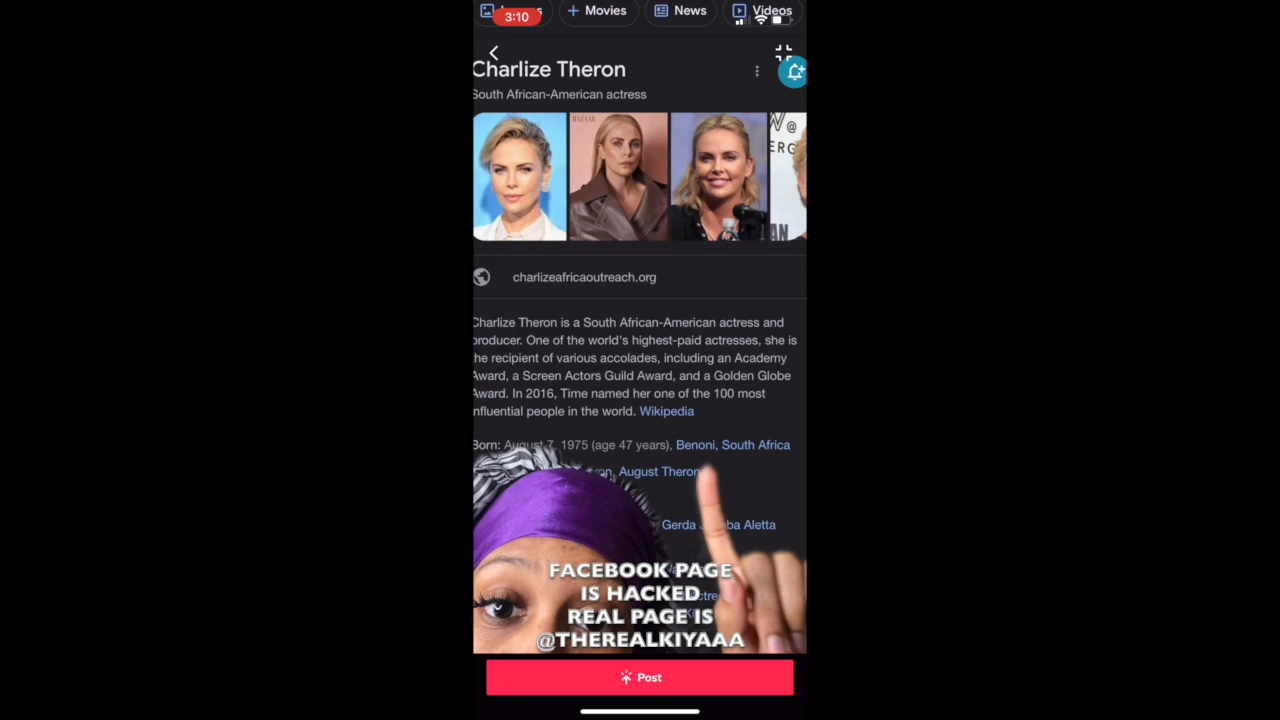 3:10
Movies
News
Videos
Charlize Theron
South African-American actress
BAZAAR
charlizeafricaoutreach.org
Charlize Theron is a South African-American actress and
producer. One of the world's highest-paid actresses, she is
the recipient of various accolades, including an Academy
Award, a Screen Actors Guild Award, and a Golden Globe
Award. In 2016, Time named her one of the 100 most
influential people in the world. Wikipedia
Born: August 7, 1975 (age 47 years), Benoni, South Africa
August Theron
Gerda Aletta
FACEBOOK PAGE
IS HACKED
REAL PAGE IS
@THEREALKIYAAA
Post